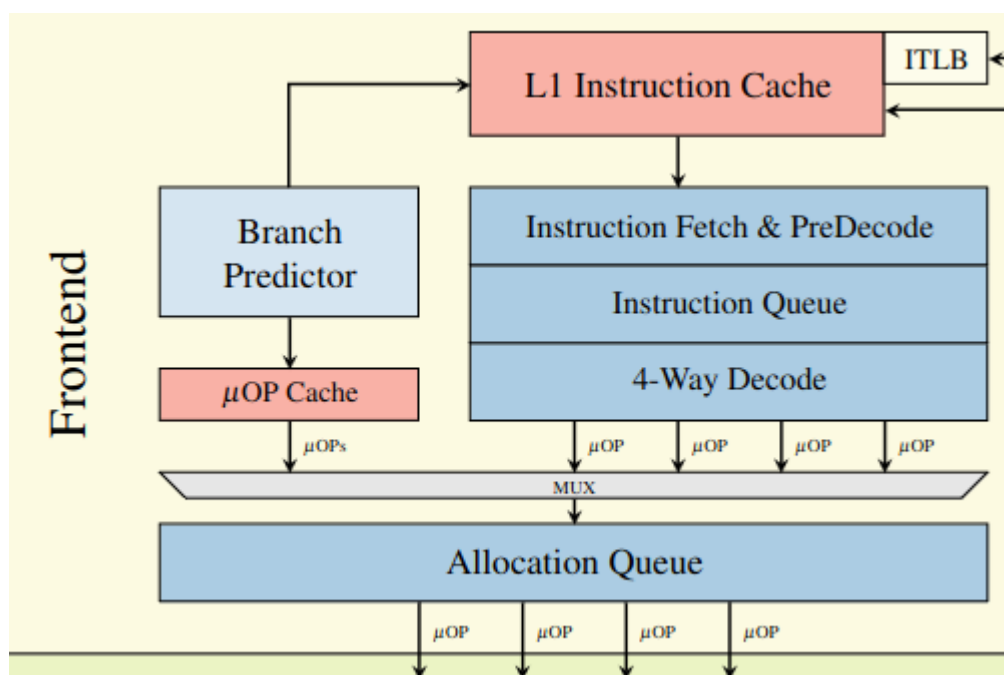 ITLB
L1 Instruction Cache
Branch
Predictor
Instruction Fetch & PreDecode
Instruction Queue
4-Way Decode
µOP Cache
µOPs
µOP
µOP
µOP
µOP
MUX
Allocation Queue
µOP
µOP
µOP
µOP
Frontend